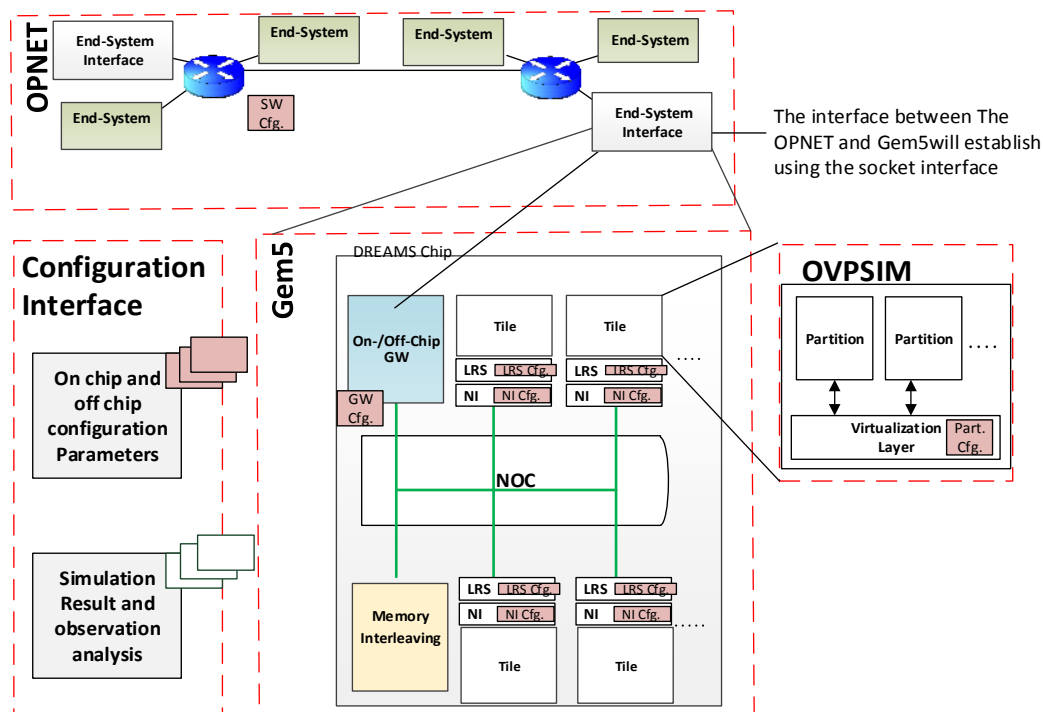 OPNET
End-System
Interface
End-System
End-System
End-System
End-System
SW
Cfg.
End-System
Interface
The interface between The
OPNET and Gem5will establish
using the socket interface
Configuration
Interface
On chip and
off chip
configuration
Parameters
Simulation
Result and
observation
analysis
Gem5
DREAMS Chip
On-/Off-Chip
GW
GW
Cfg.
Tile
LRS LRS Cfg.
NI NI Cfg.
Tile
LRS LRS Cfg.
NI NI Cfg.
....
NOC
Memory
Interleaving
LRS LRS Cfg.
NI NI Cfg.
Tile
LRS LRS Cfg.
NI NI Cfg.
Tile
.....
OVPSIM
Partition
Partition
....
Virtualization
Layer
Part.
Cfg.